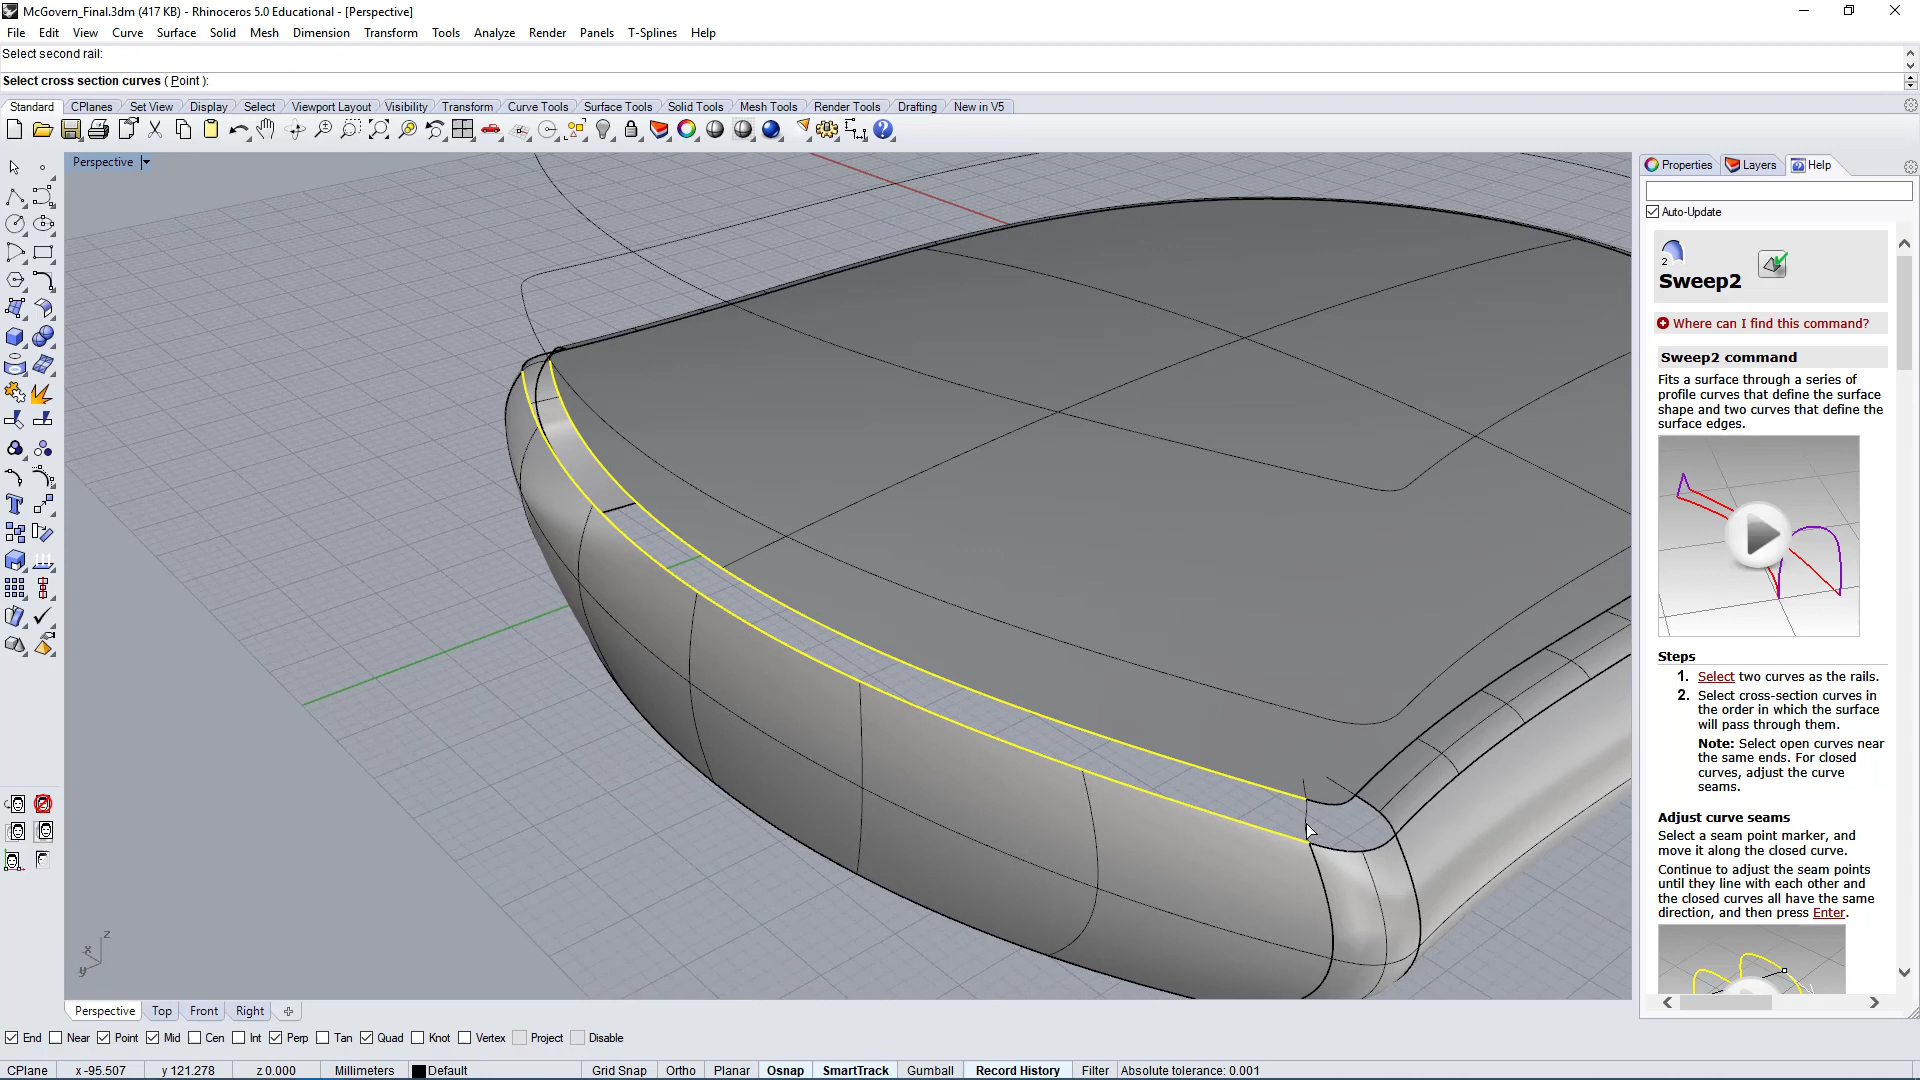 McGovern_Final.3dm (417 KB) - Rhinoceros 5.0 Educational - [Perspective]
File Edit View Curve Surface Solid Mesh Dimension Transform Tools Analyze Render Panels T-Splines Help
Select second rail:
Select cross section curves ( Point ):
Standard CPlanes Set View Display Select Viewport Layout Visibility Transform Curve Tools Surface Tools Solid Tools Mesh Tools Render Tools Drafting New in V5
Perspective
Properties Layers Help
Auto-Update
2
Sweep2
Where can I find this command?
Sweep2 command
Fits a surface through a series of
profile curves that define the surface
shape and two curves that define the
surface edges.
Steps
1. Select two curves as the rails.
2. Select cross-section curves in
the order in which the surface
will pass through them.
Note: Select open curves near
the same ends. For closed
curves, adjust the curve
seams.
Adjust curve seams
Select a seam point marker, and
move it along the closed curve.
Continue to adjust the seam points
until they line with each other and
the closed curves all have the same
direction, and then press Enter.
z
x
y
Perspective Top Front Right
End Near Point Mid Cen Int Perp Tan Quad Knot Vertex Project Disable
CPlane x -95.507 y 121.278 z 0.000 Millimeters Default Grid Snap Ortho Planar Osnap SmartTrack Gumball Record History Filter Absolute tolerance: 0.001